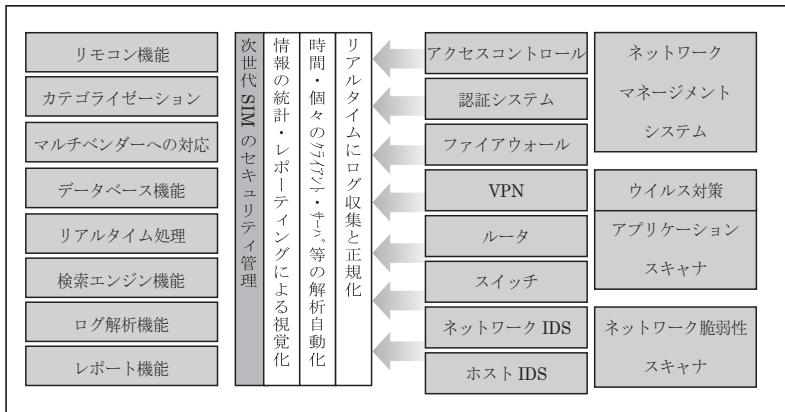 リモコン機能
カテゴライゼーション
マルチベンダーへの対応
データベース機能
リアルタイム処理
検索エンジン機能
ログ解析機能
レポート機能
次世代 SIM のセキュリティ管理
情報の統計・レポーティングによる視覚化
時間・個々のクライアント・サーバ等の解析自動化
リアルタイムにログ収集と正規化
アクセスコントロール
認証システム
ファイアウォール
VPN
ルータ
スイッチ
ネットワーク IDS
ホスト IDS
ネットワーク
マネージメント
システム
ウイルス対策
アプリケーション
スキャナ
ネットワーク脆弱性
スキャナ